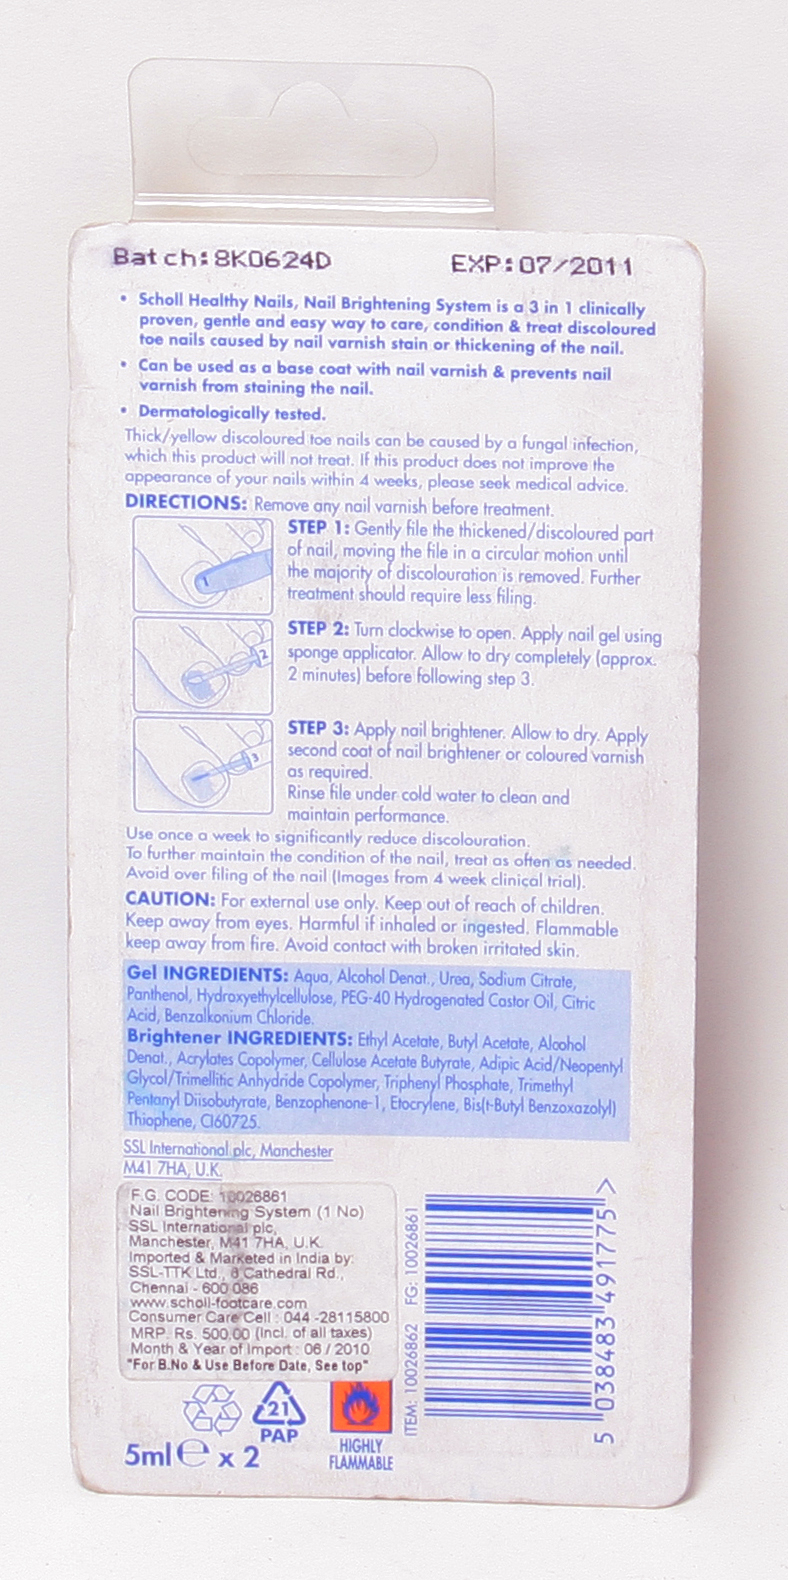 Batch:8K0624D EXP:07/2011
• Scholl Healthy Nails, Nail Brightening System is a 3 in 1 clinically
proven, gentle and easy way to care, condition & treat discoloured
toe nails caused by nail varnish stain or thickening of the nail.
• Can be used as a base coat with nail varnish & prevents nail
varnish from staining the nail.
• Dermatologically tested.
Thick/yellow discoloured toe nails can be caused by a fungal infection,
which this product will not treat. If this product does not improve the
appearance of your nails within 4 weeks, please seek medical advice.
DIRECTIONS: Remove any nail varnish before treatment.
1
STEP 1: Gently file the thickened/discoloured part
of nail, moving the file in a circular motion until
the majority of discolouration is removed. Further
treatment should require less filing.
2
STEP 2: Turn clockwise to open. Apply nail gel using
sponge applicator. Allow to dry completely (approx.
2 minutes) before following step 3.
3
STEP 3: Apply nail brightener. Allow to dry. Apply
second coat of nail brightener or coloured varnish
as required.
Rinse file under cold water to clean and
maintain performance.
Use once a week to significantly reduce discolouration.
To further maintain the condition of the nail, treat as often as needed.
Avoid over filing of the nail (Images from 4 week clinical trial).
CAUTION: For external use only. Keep out of reach of children.
Keep away from eyes. Harmful if inhaled or ingested. Flammable
keep away from fire. Avoid contact with broken irritated skin.
Gel INGREDIENTS: Aqua, Alcohol Denat., Urea, Sodium Citrate,
Panthenol, Hydroxyethylcellulose, PEG-40 Hydrogenated Castor Oil, Citric
Acid, Benzalkonium Chloride.
Brightener INGREDIENTS: Ethyl Acetate, Butyl Acetate, Alcohol
Denat., Acrylates Copolymer, Cellulose Acetate Butyrate, Adipic Acid/Neopentyl
Glycol/Trimellitic Anhydride Copolymer, Triphenyl Phosphate, Trimethyl
Pentanyl Diisobutyrate, Benzophenone-1, Etocrylene, Bis(t-Butyl Benzoxazolyl)
Thiophene, CI60725.
SSL International plc, Manchester
M41 7HA, U.K.
F.G. CODE: 10026861
Nail Brightening System (1 No)
SSL International plc,
Manchester, M41 7HA, U.K.
Imported & Marketed in India by:
SSL-TTK Ltd., 8 Cathedral Rd.,
Chennai - 600 086
www.scholl-footcare.com
Consumer Care Cell : 044 -28115800
MRP. Rs. 500.00 (Incl. of all taxes)
Month & Year of Import : 06 / 2010
"For B.No & Use Before Date, See top"
ITEM: 10026862 FG: 10026861
5 038483 491775 >
21
PAP
5ml e x 2
HIGHLY
FLAMMABLE